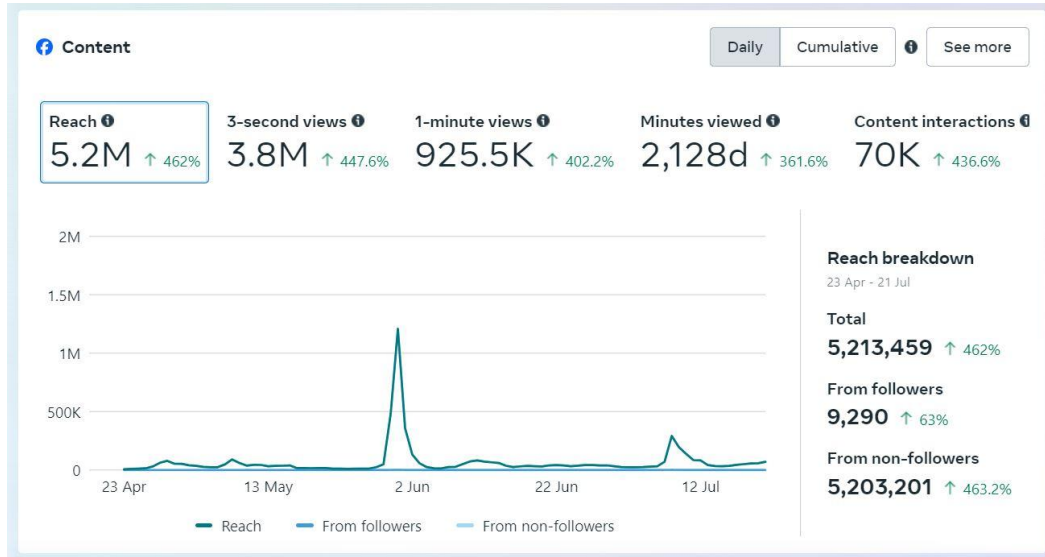 Content
Daily Cumulative See more
Reach 3-second views 1-minute views Minutes viewed Content interactions
5.2M ↑ 462% 3.8M ↑ 447.6% 925.5K ↑ 402.2% 2,128d ↑ 361.6% 70K ↑ 436.6%
2M
1.5M
1M
500K
0
23 Apr 13 May 2 Jun 22 Jun 12 Jul
Reach From followers From non-followers
Reach breakdown
23 Apr - 21 Jul
Total
5,213,459 ↑ 462%
From followers
9,290 ↑ 63%
From non-followers
5,203,201 ↑ 463.2%